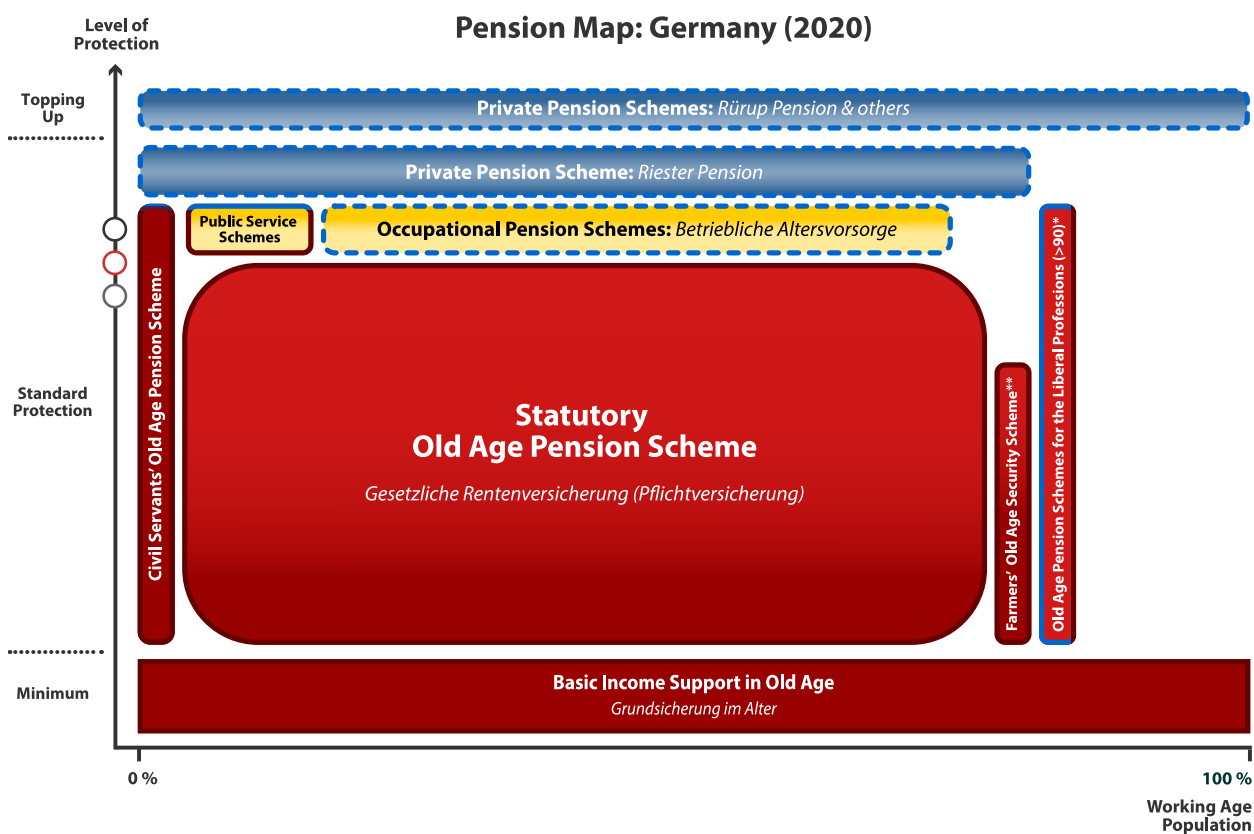 Pension Map: Germany (2020)
Level of
Protection
Topping
Up
Private Pension Schemes: Rürup Pension & others
Private Pension Scheme: Riester Pension
Public Service
Schemes
Occupational Pension Schemes: Betriebliche Altersvorsorge
Civil Servants’ Old Age Pension Scheme
Standard
Protection
Statutory
Old Age Pension Scheme
Gesetzliche Rentenversicherung (Pflichtversicherung)
Farmers’ Old Age Security Scheme**
Old Age Pension Schemes for the Liberal Professions (>90)*
Minimum
Basic Income Support in Old Age
Grundsicherung im Alter
0 %
100 %
Working Age
Population